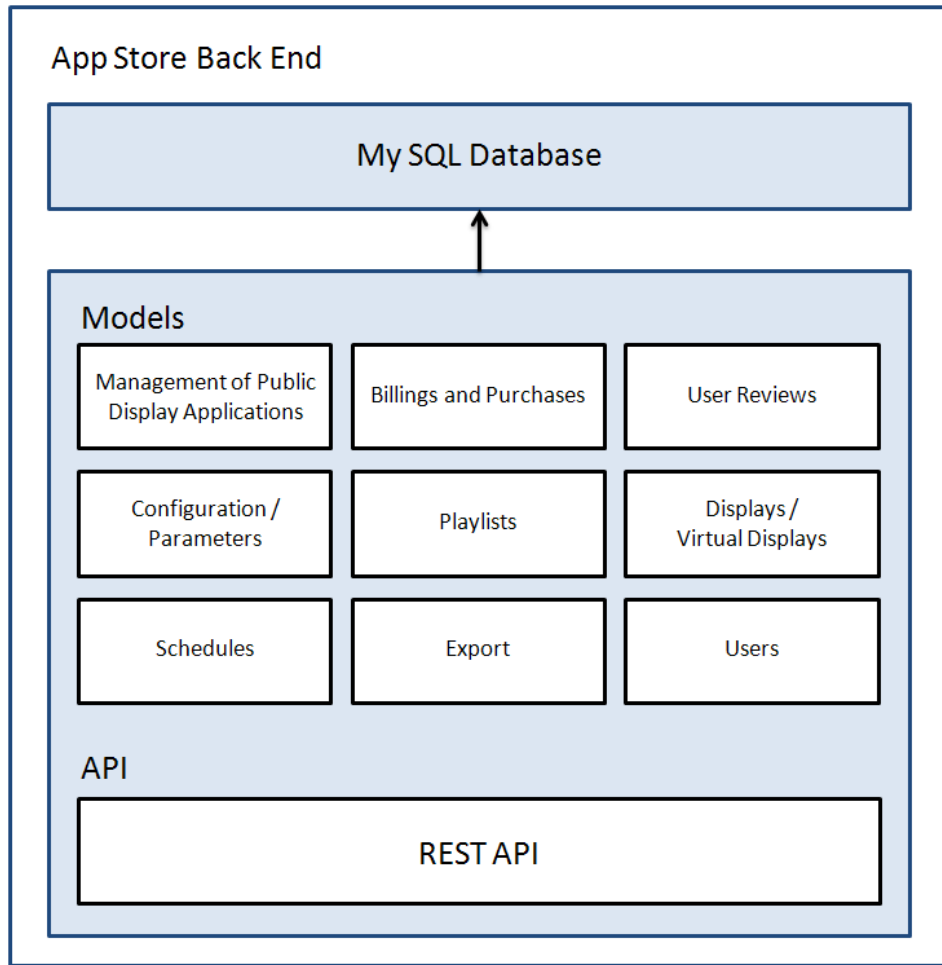 App Store Back End
My SQL Database
Models
Management of Public
Display Applications
Billings and Purchases
User Reviews
Configuration /
Parameters
Playlists
Displays /
Virtual Displays
Schedules
Export
Users
API
REST API